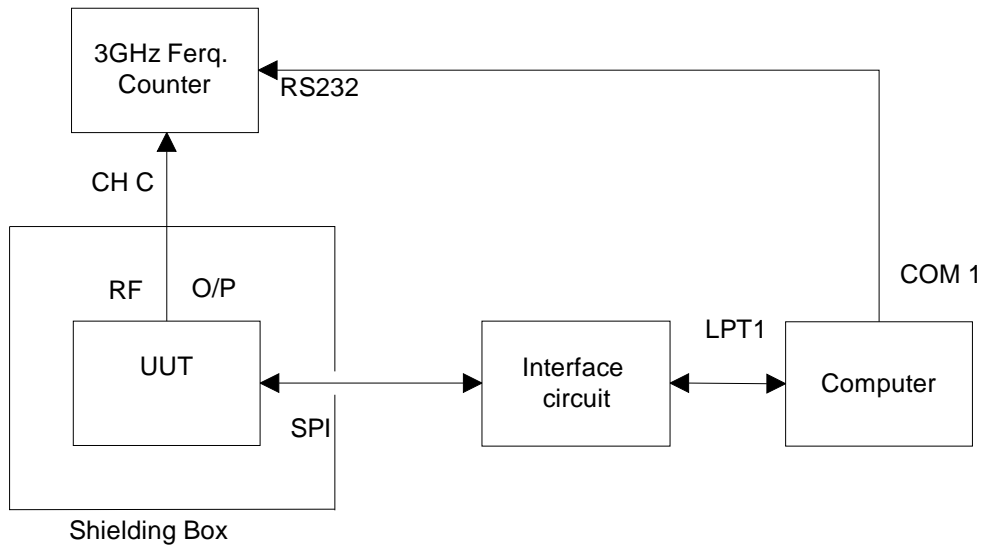 3GHz Ferq.
Counter
RS232
CH C
RF O/P
COM 1
LPT1
UUT
Interface
circuit
Computer
SPI
Shielding Box